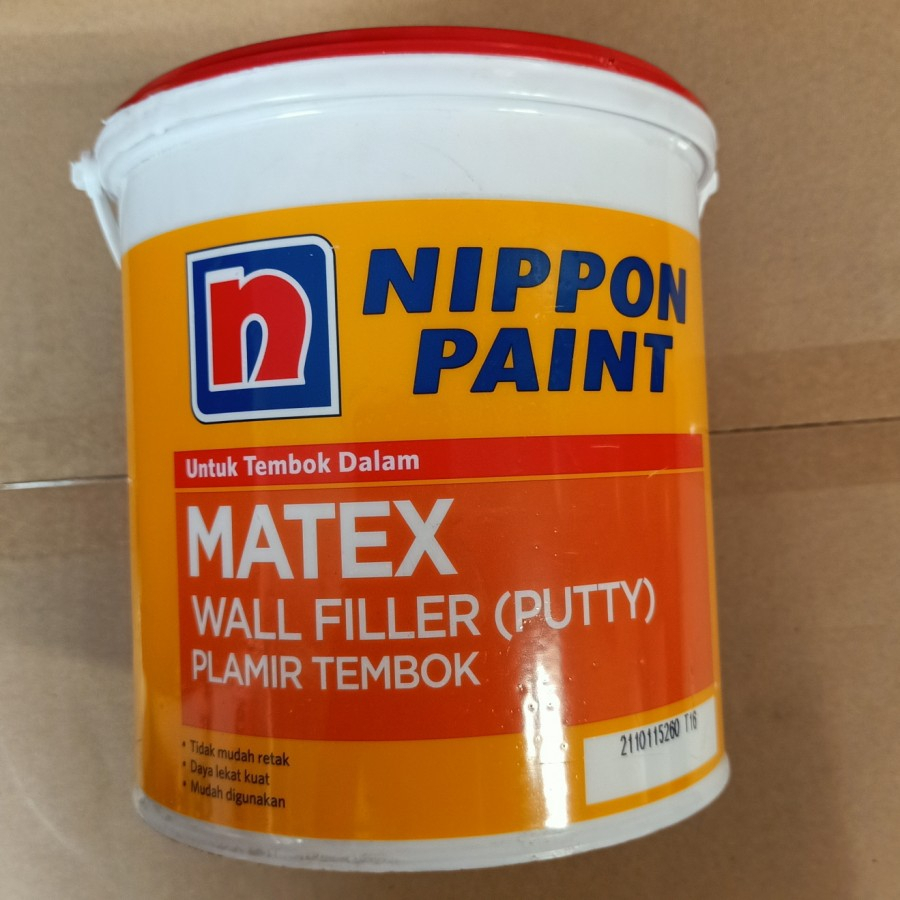 n
NIPPON
PAINT
Untuk Tembok Dalam
MATEX
WALL FILLER (PUTTY)
PLAMIR TEMBOK
• Tidak mudah retak
• Daya lekat kuat
• Mudah digunakan
2110115260 T16